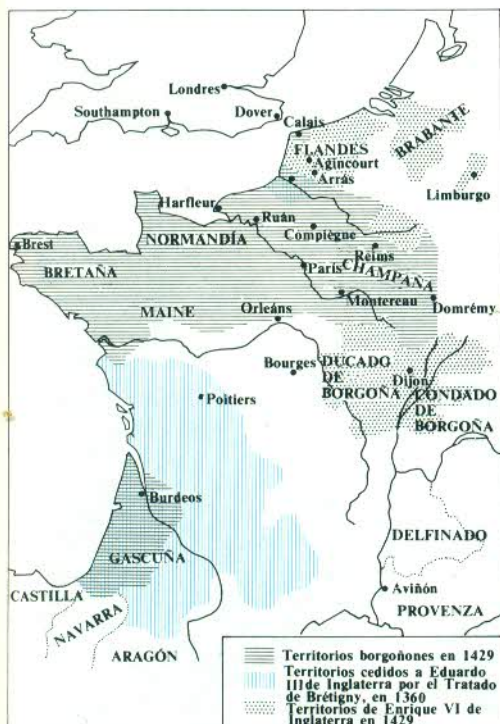 Londres
Southampton
Dover
Calais
FLANDES
BRABANTE
Agincourt
Arrás
Limburgo
Harfleur
Ruán
Compiègne
NORMANDÍA
Reims
Brest
París
CHAMPAÑA
BRETAÑA
Montereau
Domrémy
MAINE
Orleáns
Bourges
DUCADO
DE
BORGOÑA
Dijon
CONDADO
DE
BORGOÑA
Poitiers
Burdeos
GASCUÑA
DELFINADO
CASTILLA
NAVARRA
Aviñón
PROVENZA
ARAGÓN
Territorios borgoñones en 1429
Territorios cedidos a Eduardo
III de Inglaterra por el Tratado
de Brétigny, en 1360
Territorios de Enrique VI de
Inglaterra en 1429